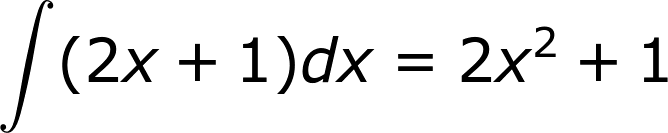 ∫(2x + 1)dx = 2x² + 1